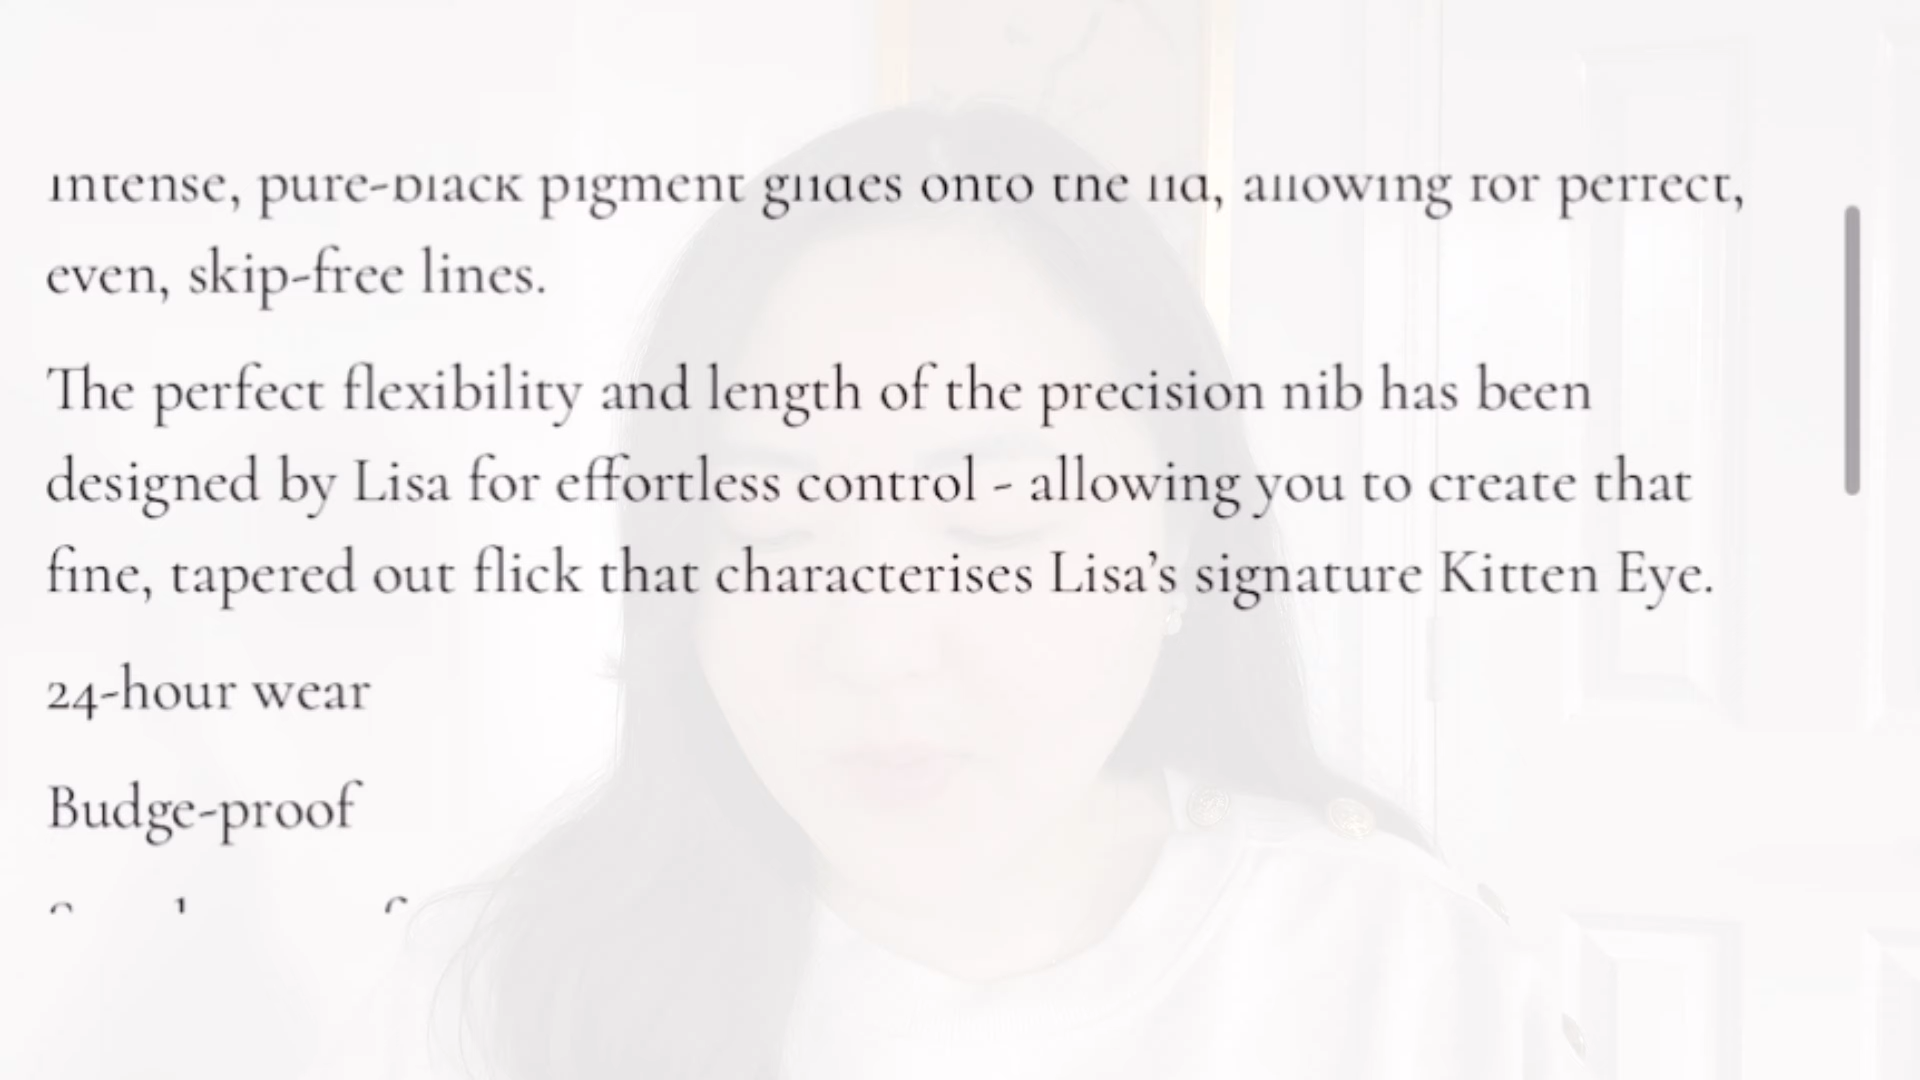 intense, pure-black pigment glides onto the lid, allowing for perfect,
even, skip-free lines.
The perfect flexibility and length of the precision nib has been
designed by Lisa for effortless control - allowing you to create that
fine, tapered out flick that characterises Lisa’s signature Kitten Eye.
24-hour wear
Budge-proof